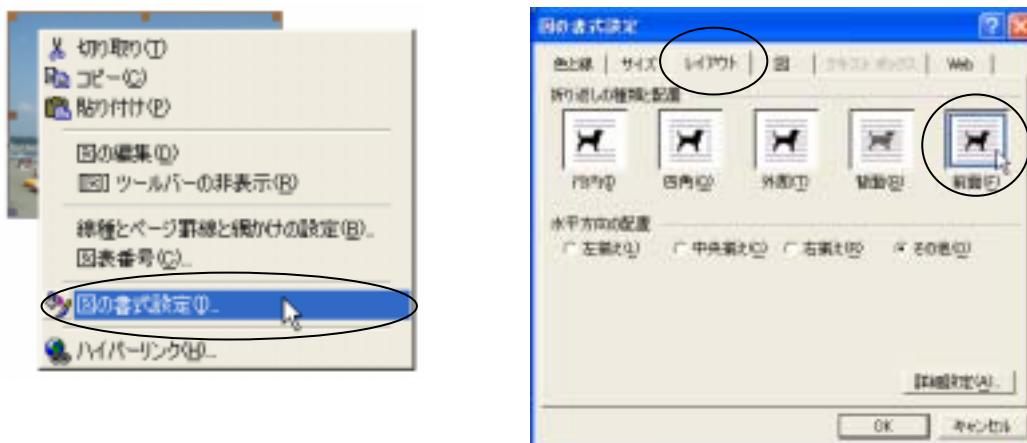 切り取り(T)
コピー(C)
貼り付け(P)
図の編集(D)
ツールバーの非表示(R)
線種とページ罫線と網かけの設定(B)...
図表番号(C)...
図の書式設定(I)...
ハイパーリンク(H)...
図の書式設定
色と線 サイズ レイアウト 図 テキスト ボックス Web
折り返しの種類と配置
行内(I) 四角(Q) 外周(T) 背面(B) 前面(F)
水平方向の配置
左揃え(L) 中央揃え(C) 右揃え(R) その他(O)
詳細設定(A)...
OK キャンセル